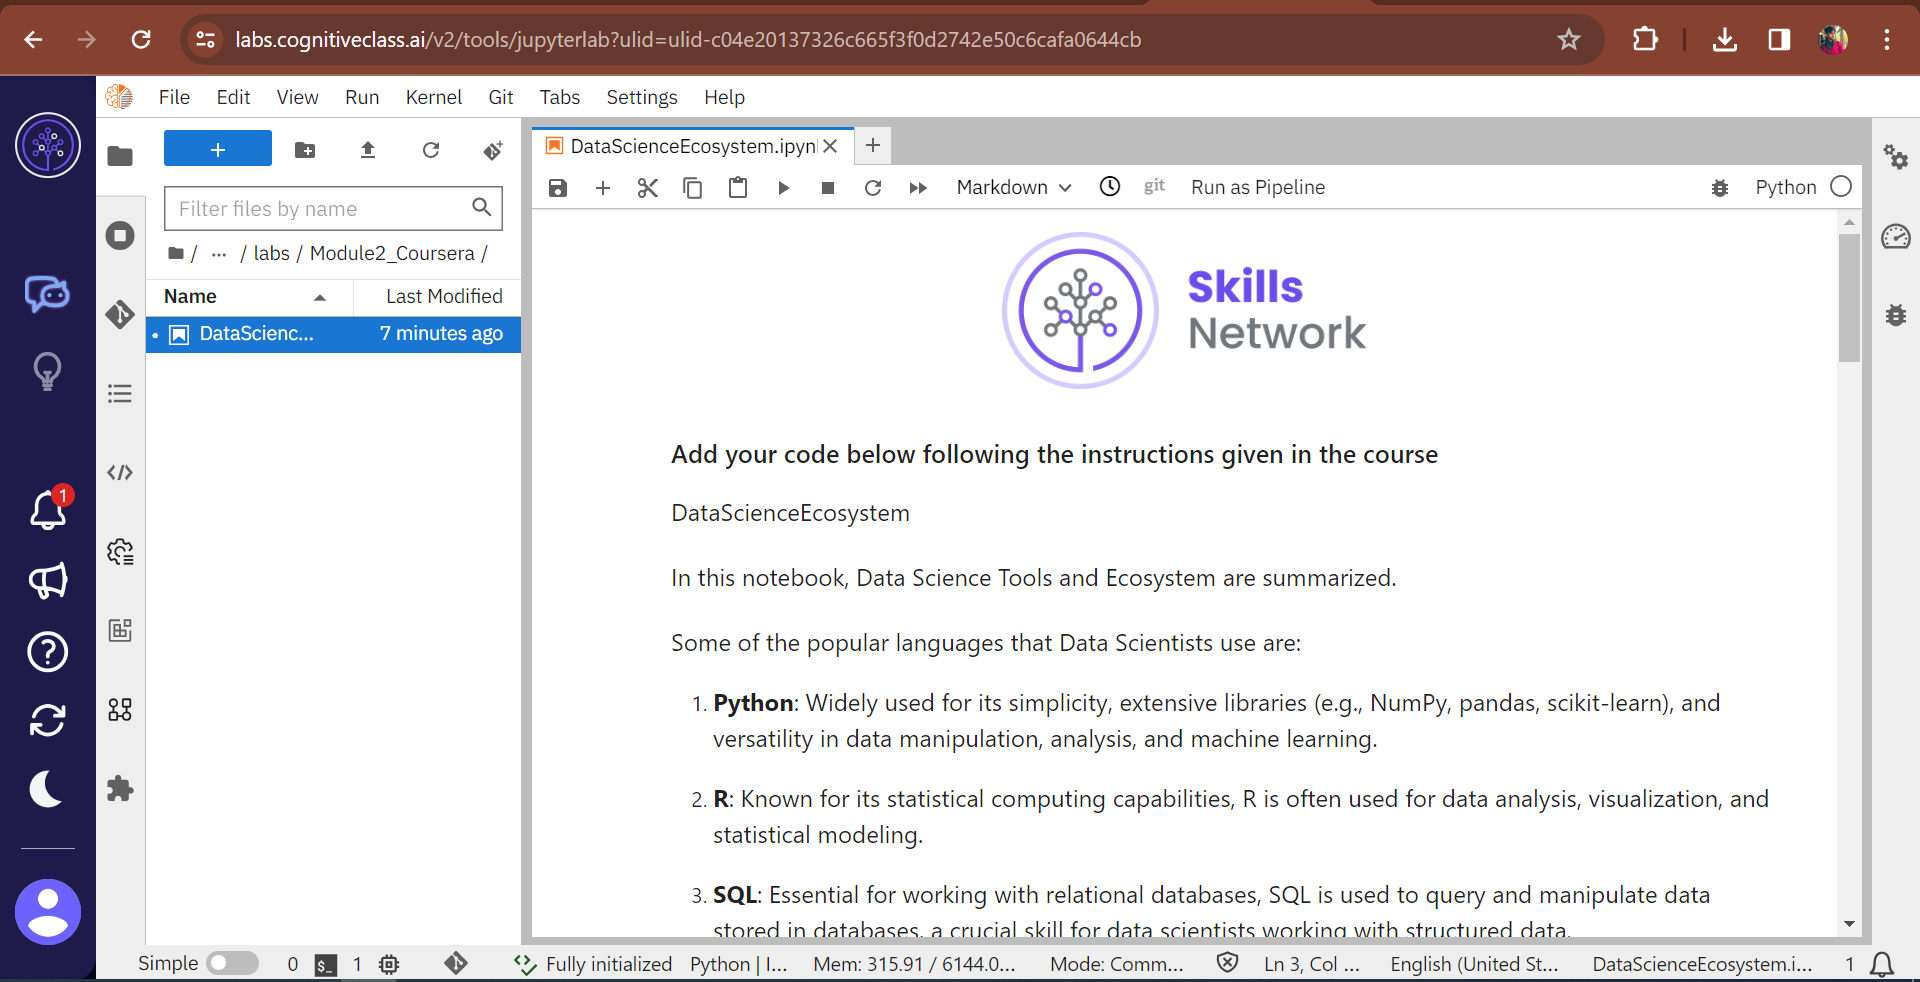 labs.cognitiveclass.ai/v2/tools/jupyterlab?ulid=ulid-c04e20137326c665f3f0d2742e50c6cafa0644cb
File Edit View Run Kernel Git Tabs Settings Help
+
DataScienceEcosystem.ipyn
Markdown git Run as Pipeline Python
Filter files by name
/ ... / labs / Module2_Coursera /
Name Last Modified
DataScienc... 7 minutes ago
Skills
Network
Add your code below following the instructions given in the course
DataScienceEcosystem
In this notebook, Data Science Tools and Ecosystem are summarized.
Some of the popular languages that Data Scientists use are:
1. Python: Widely used for its simplicity, extensive libraries (e.g., NumPy, pandas, scikit-learn), and
versatility in data manipulation, analysis, and machine learning.
2. R: Known for its statistical computing capabilities, R is often used for data analysis, visualization, and
statistical modeling.
3. SQL: Essential for working with relational databases, SQL is used to query and manipulate data
stored in databases, a crucial skill for data scientists working with structured data.
1
Simple 0 $_ 1 Fully initialized Python | I... Mem: 315.91 / 6144.0... Mode: Comm... Ln 3, Col ... English (United St... DataScienceEcosystem.i... 1